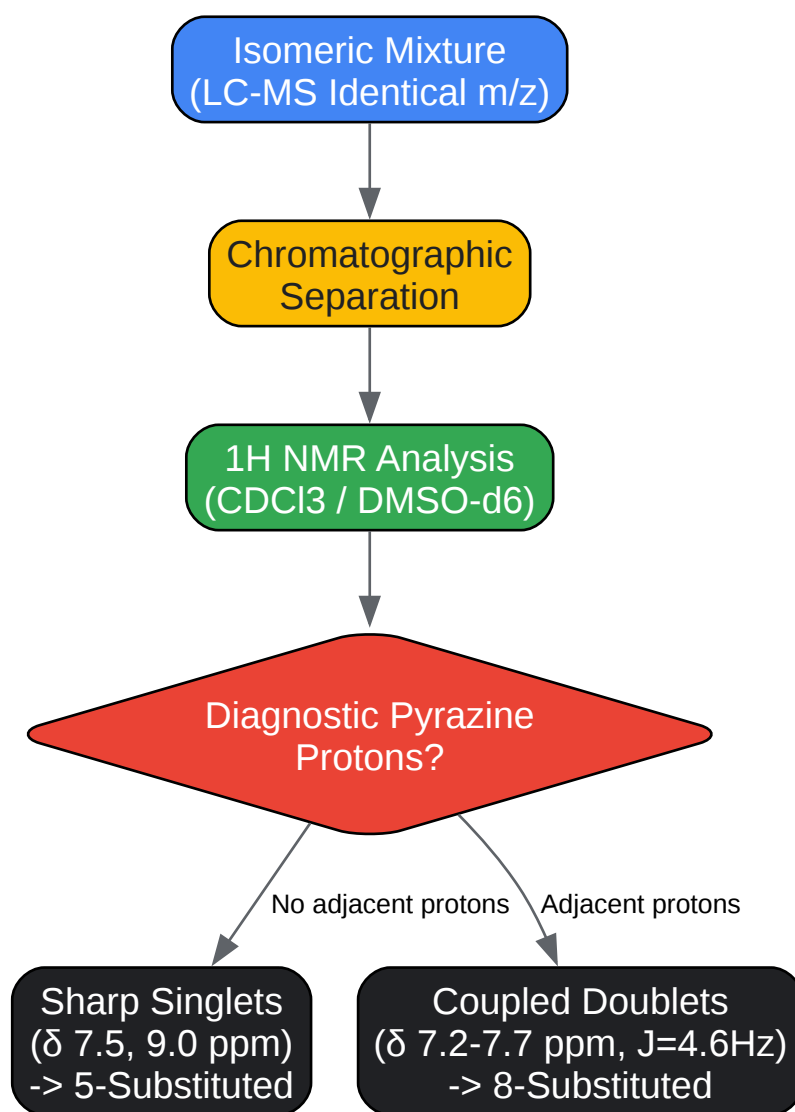 Isomeric Mixture
(LC-MS Identical m/z)
Chromatographic
Separation
1H NMR Analysis
(CDCl3 / DMSO-d6)
Diagnostic Pyrazine
Protons?
No adjacent protons
Adjacent protons
Sharp Singlets
(δ 7.5, 9.0 ppm)
-> 5-Substituted
Coupled Doublets
(δ 7.2-7.7 ppm, J=4.6Hz)
-> 8-Substituted